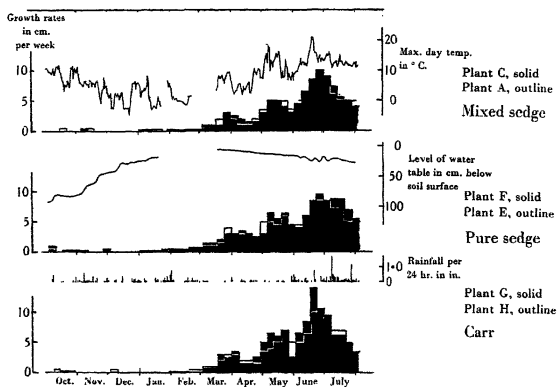 Growth rates
in cm.
per week
10
5
0
20
10
0
Max. day temp.
in ° C.
Plant C, solid
Plant A, outline
Mixed sedge
10
5
0
0
50
100
Level of water
table in cm. below
soil surface
Plant F, solid
Plant E, outline
Pure sedge
1·0
Rainfall per
24 hr. in in.
10
5
0
Plant G, solid
Plant H, outline
Carr
Oct. Nov. Dec. Jan. Feb. Mar. Apr. May June July